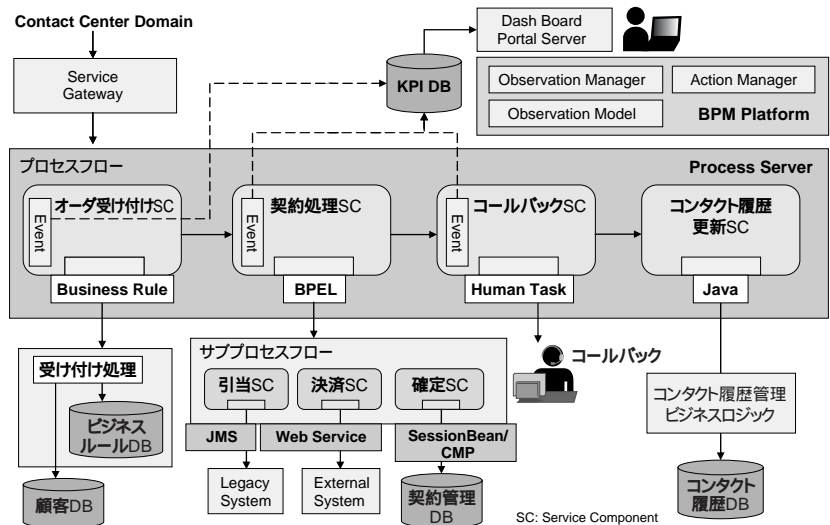 Contact Center Domain
Service
Gateway
KPI DB
Dash Board
Portal Server
Observation Manager
Action Manager
Observation Model
BPM Platform
プロセスフロー
Process Server
オーダ受け付けSC
Event
Business Rule
契約処理SC
Event
BPEL
コールバックSC
Event
Human Task
コンタクト履歴
更新SC
Java
受け付け処理
ビジネス
ルールDB
顧客DB
サブプロセスフロー
引当SC
決済SC
確定SC
JMS
Web Service
SessionBean/
CMP
Legacy
System
External
System
契約管理
DB
コールバック
コンタクト履歴管理
ビジネスロジック
コンタクト
履歴DB
SC: Service Component